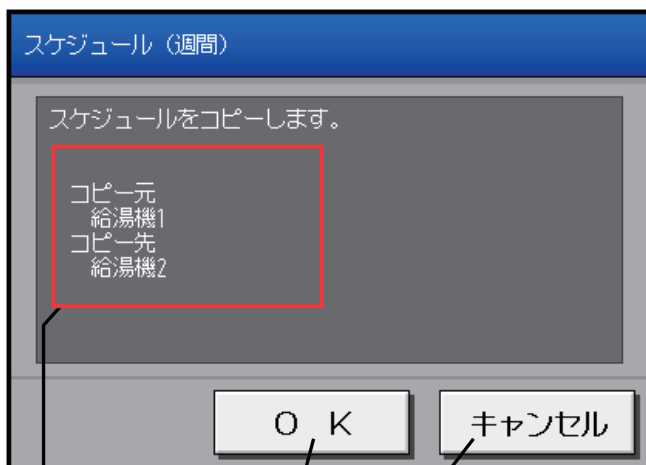 スケジュール（週間）
スケジュールをコピーします。
コピー元
給湯機1
コピー先
給湯機2
O K
キャンセル